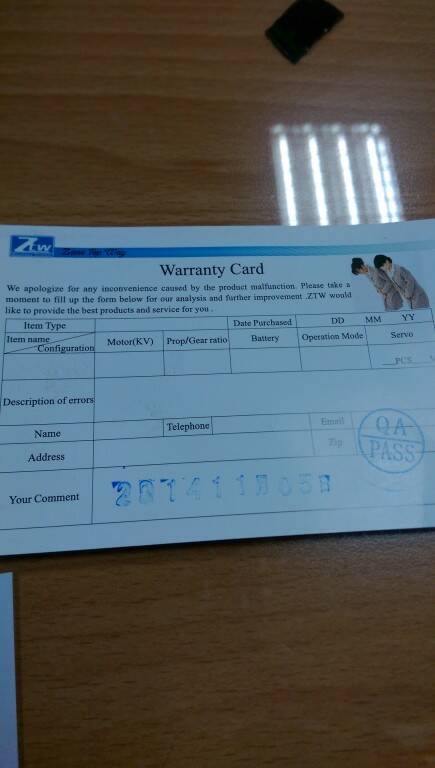 ZTW
Warranty Card
We apologize for any inconvenience caused by the product malfunction. Please take a
moment to fill up the form below for our analysis and further improvement .ZTW would
like to provide the best products and service for you .
Item Type Date Purchased DD MM YY
Item name Configuration Motor(KV) Prop/Gear ratio Battery Operation Mode Servo
PCS
Description of errors
Name Telephone Email
Address Zip
QA
PASS
Your Comment